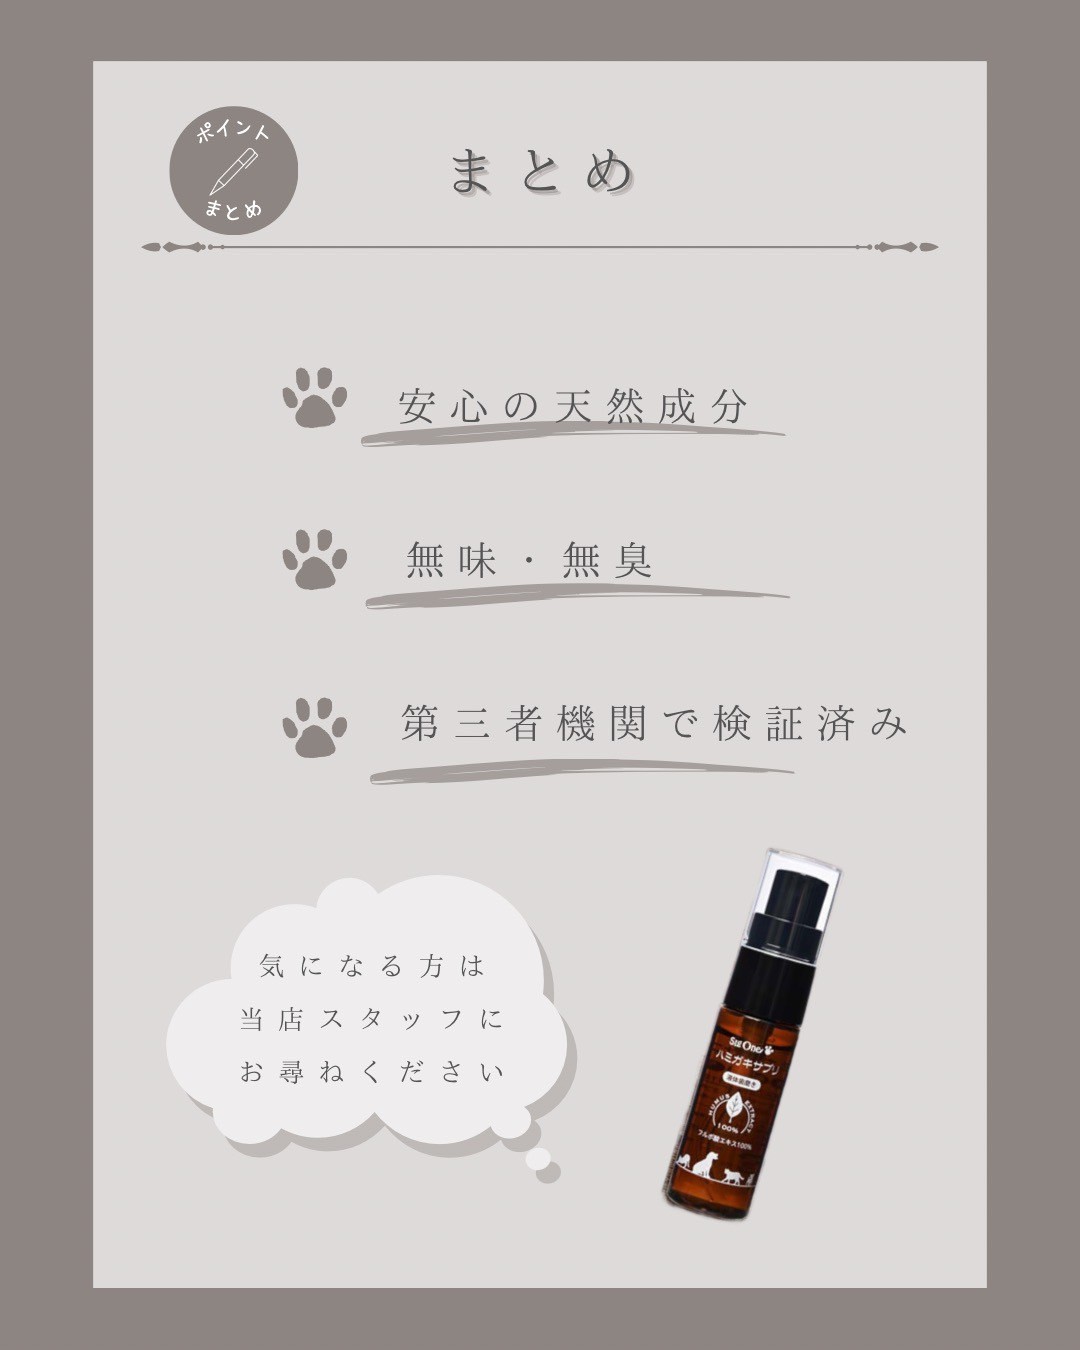 ポイント
まとめ
まとめ
安心の天然成分
無味・無臭
第三者機関で検証済み
気になる方は
当店スタッフに
お尋ねください
ハミガキサプリ
液体歯磨き
HUMUS EXTRACT
100%
フルボ酸エキス100%